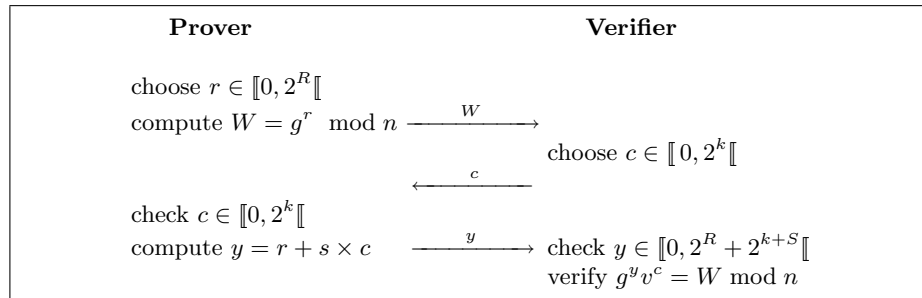 Prover Verifier
choose r ∈ ⟦0, 2^R⟦
compute W = g^r mod n W
choose c ∈ ⟦ 0, 2^k⟦
c
check c ∈ ⟦0, 2^k⟦
compute y = r + s × c y check y ∈ ⟦0, 2^R + 2^{k+S}⟦
verify g^y v^c = W mod n